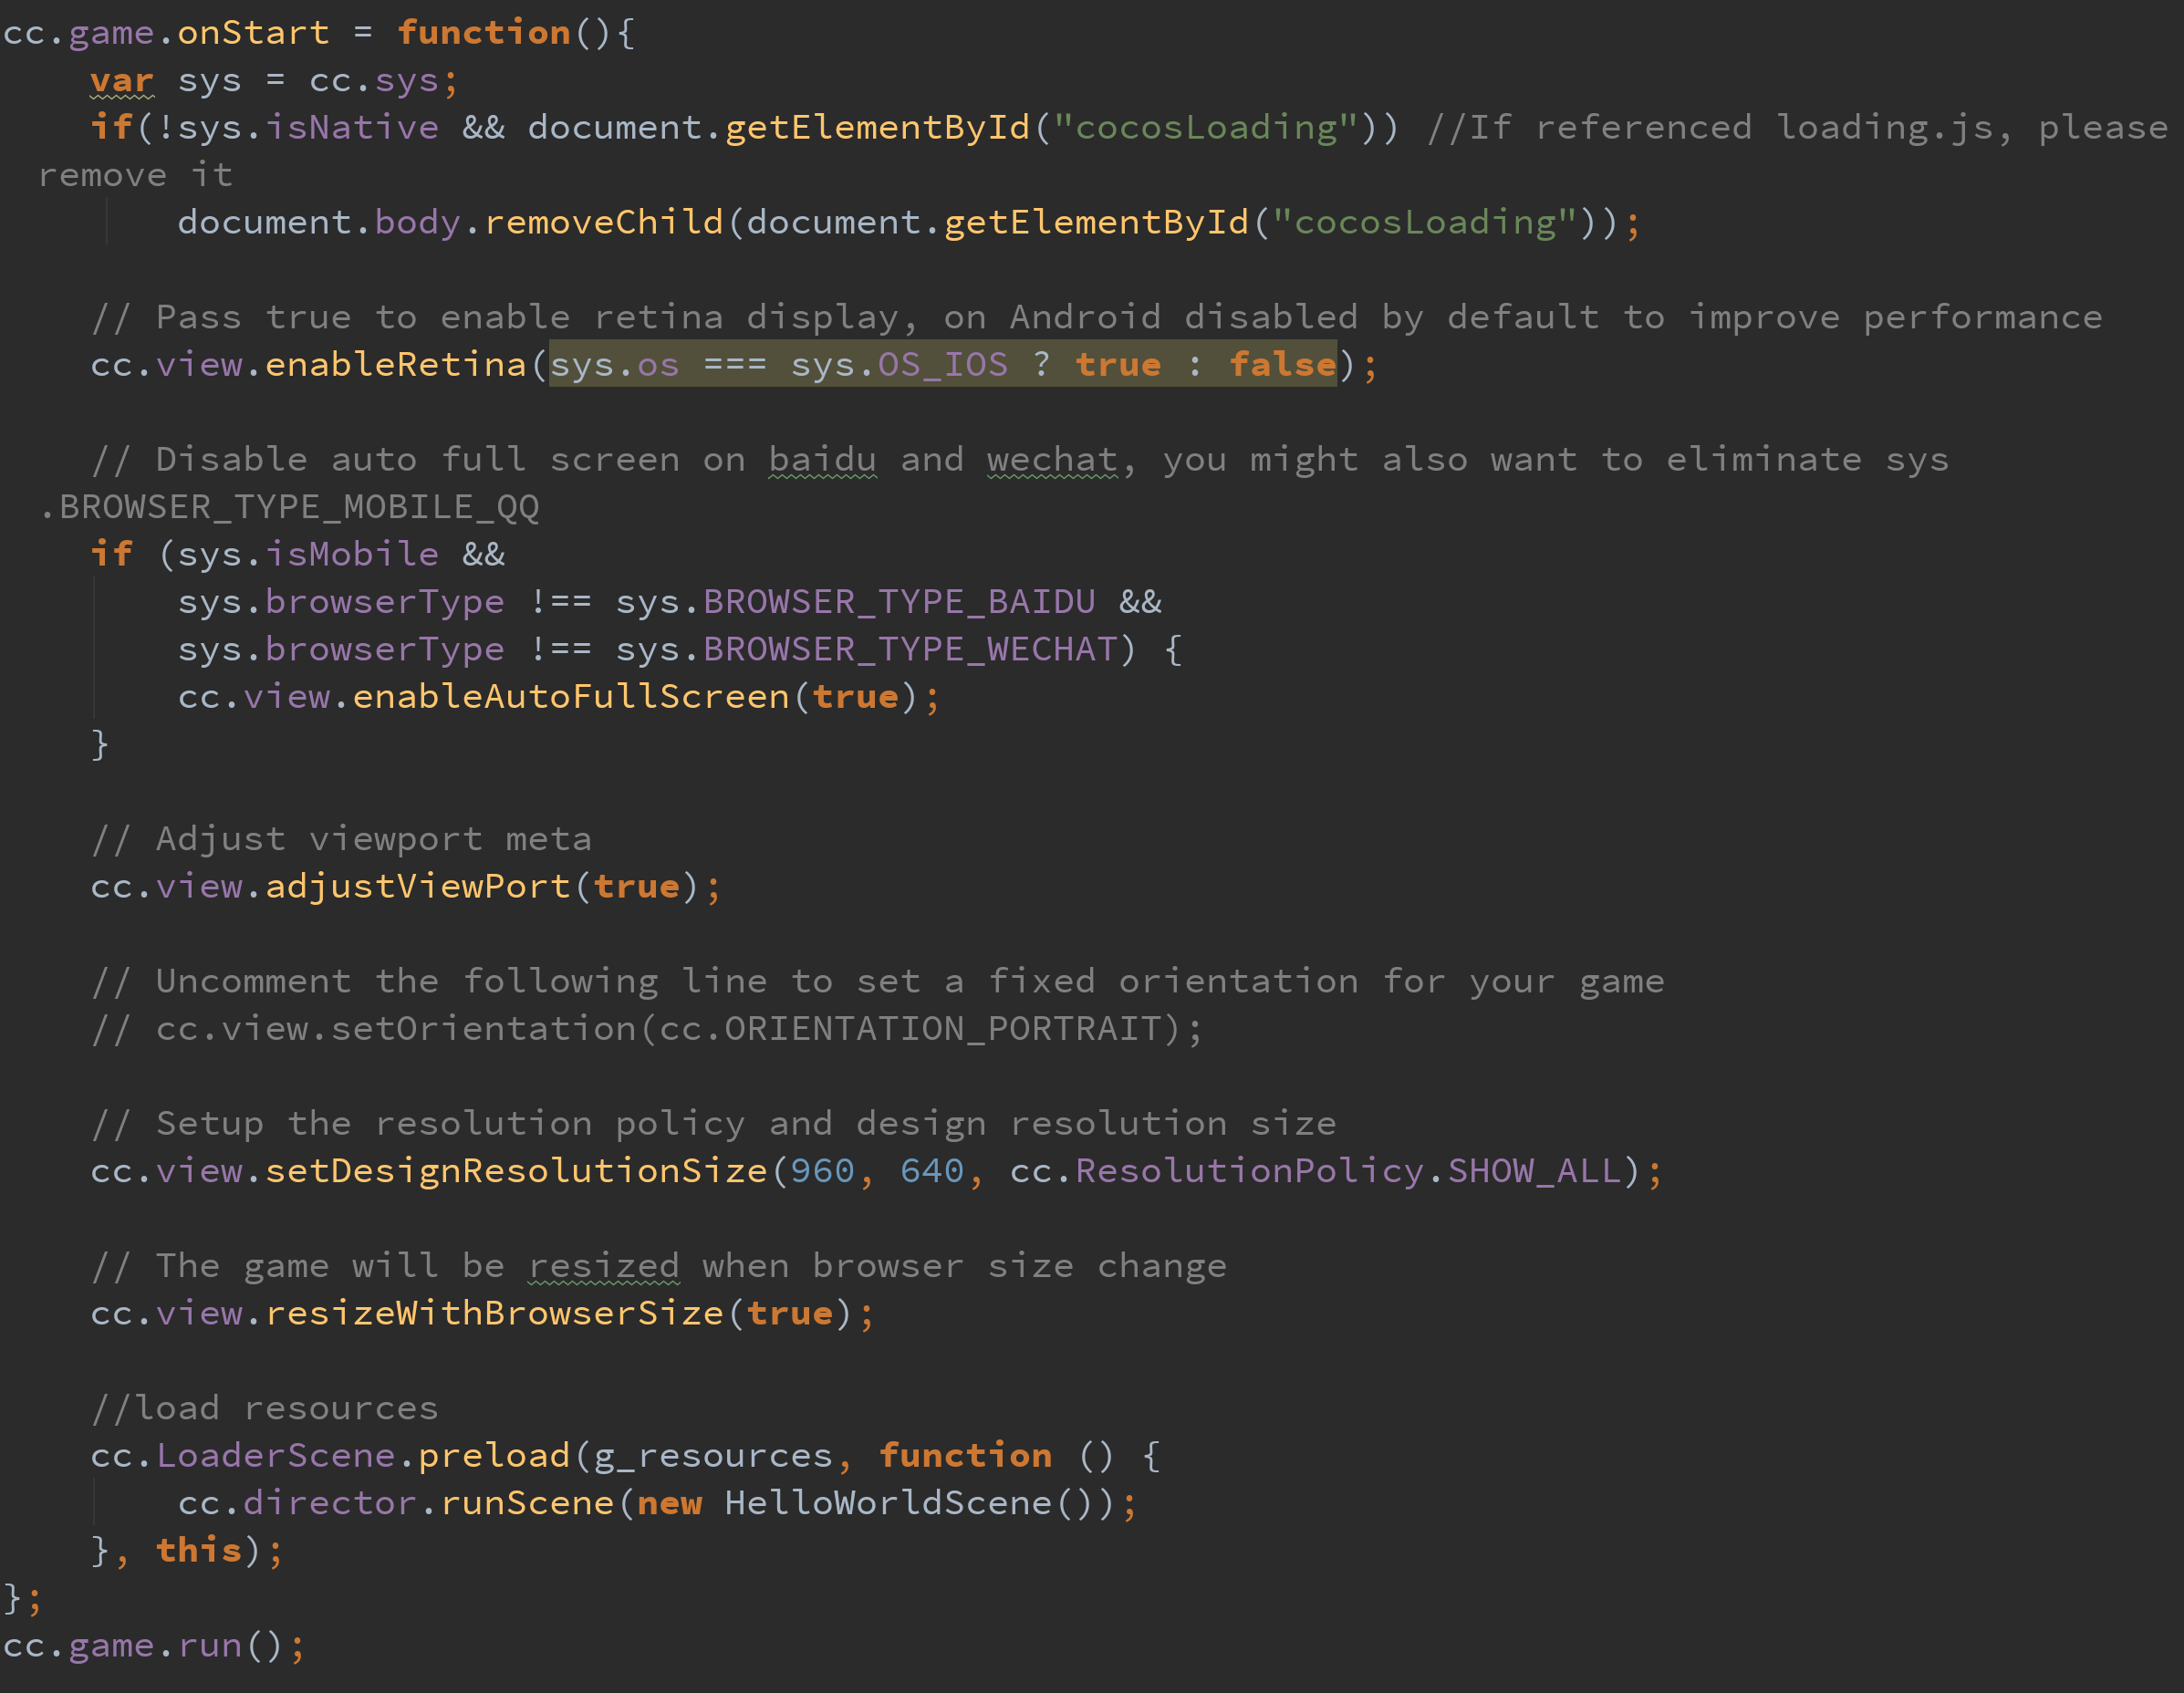 cc.game.onStart = function(){
    var sys = cc.sys;
    if(!sys.isNative && document.getElementById("cocosLoading")) //If referenced loading.js, please
  remove it
        document.body.removeChild(document.getElementById("cocosLoading"));

    // Pass true to enable retina display, on Android disabled by default to improve performance
    cc.view.enableRetina(sys.os === sys.OS_IOS ? true : false);

    // Disable auto full screen on baidu and wechat, you might also want to eliminate sys
  .BROWSER_TYPE_MOBILE_QQ
    if (sys.isMobile &&
        sys.browserType !== sys.BROWSER_TYPE_BAIDU &&
        sys.browserType !== sys.BROWSER_TYPE_WECHAT) {
        cc.view.enableAutoFullScreen(true);
    }

    // Adjust viewport meta
    cc.view.adjustViewPort(true);

    // Uncomment the following line to set a fixed orientation for your game
    // cc.view.setOrientation(cc.ORIENTATION_PORTRAIT);

    // Setup the resolution policy and design resolution size
    cc.view.setDesignResolutionSize(960, 640, cc.ResolutionPolicy.SHOW_ALL);

    // The game will be resized when browser size change
    cc.view.resizeWithBrowserSize(true);

    //load resources
    cc.LoaderScene.preload(g_resources, function () {
        cc.director.runScene(new HelloWorldScene());
    }, this);
};
cc.game.run();